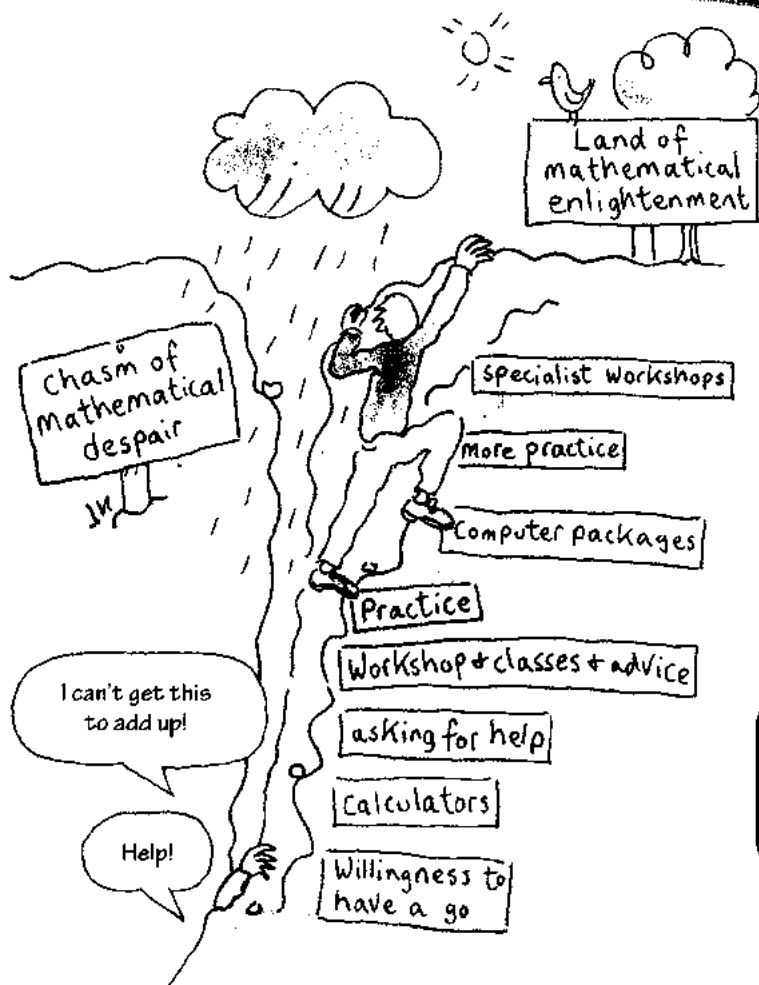 Land of
mathematical
enlightenment
Chasm of
mathematical
despair
specialist workshops
more practice
Computer packages
Practice
Workshop & classes & advice
I can't get this
to add up!
asking for help
Calculators
Help!
Willingness to
have a go